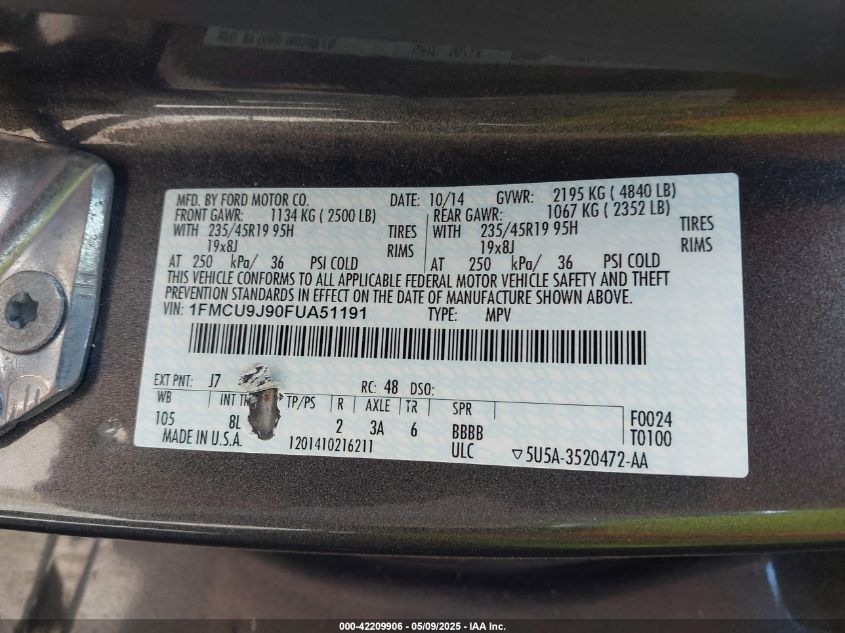 MFD. BY FORD MOTOR CO. DATE: 10/14 GVWR: 2195 KG ( 4840 LB)
FRONT GAWR: 1134 KG ( 2500 LB) REAR GAWR: 1067 KG ( 2352 LB)
WITH 235/45R19 95H TIRES WITH 235/45R19 95H TIRES
19x8J RIMS 19x8J RIMS
AT 250 kPa/ 36 PSI COLD AT 250 kPa/ 36 PSI COLD
THIS VEHICLE CONFORMS TO ALL APPLICABLE FEDERAL MOTOR VEHICLE SAFETY AND THEFT
PREVENTION STANDARDS IN EFFECT ON THE DATE OF MANUFACTURE SHOWN ABOVE.
VIN: 1FMCU9J90FUA51191 TYPE: MPV
EXT PNT: J7 RC: 48 DSO:
WB INT TP/PS R AXLE TR SPR F0024
105 8L 2 3A 6 BBBB T0100
MADE IN U.S.A. 1201410216211 ULC ▽5U5A-3520472-AA
000-42209906 - 05/09/2025 - IAA Inc.